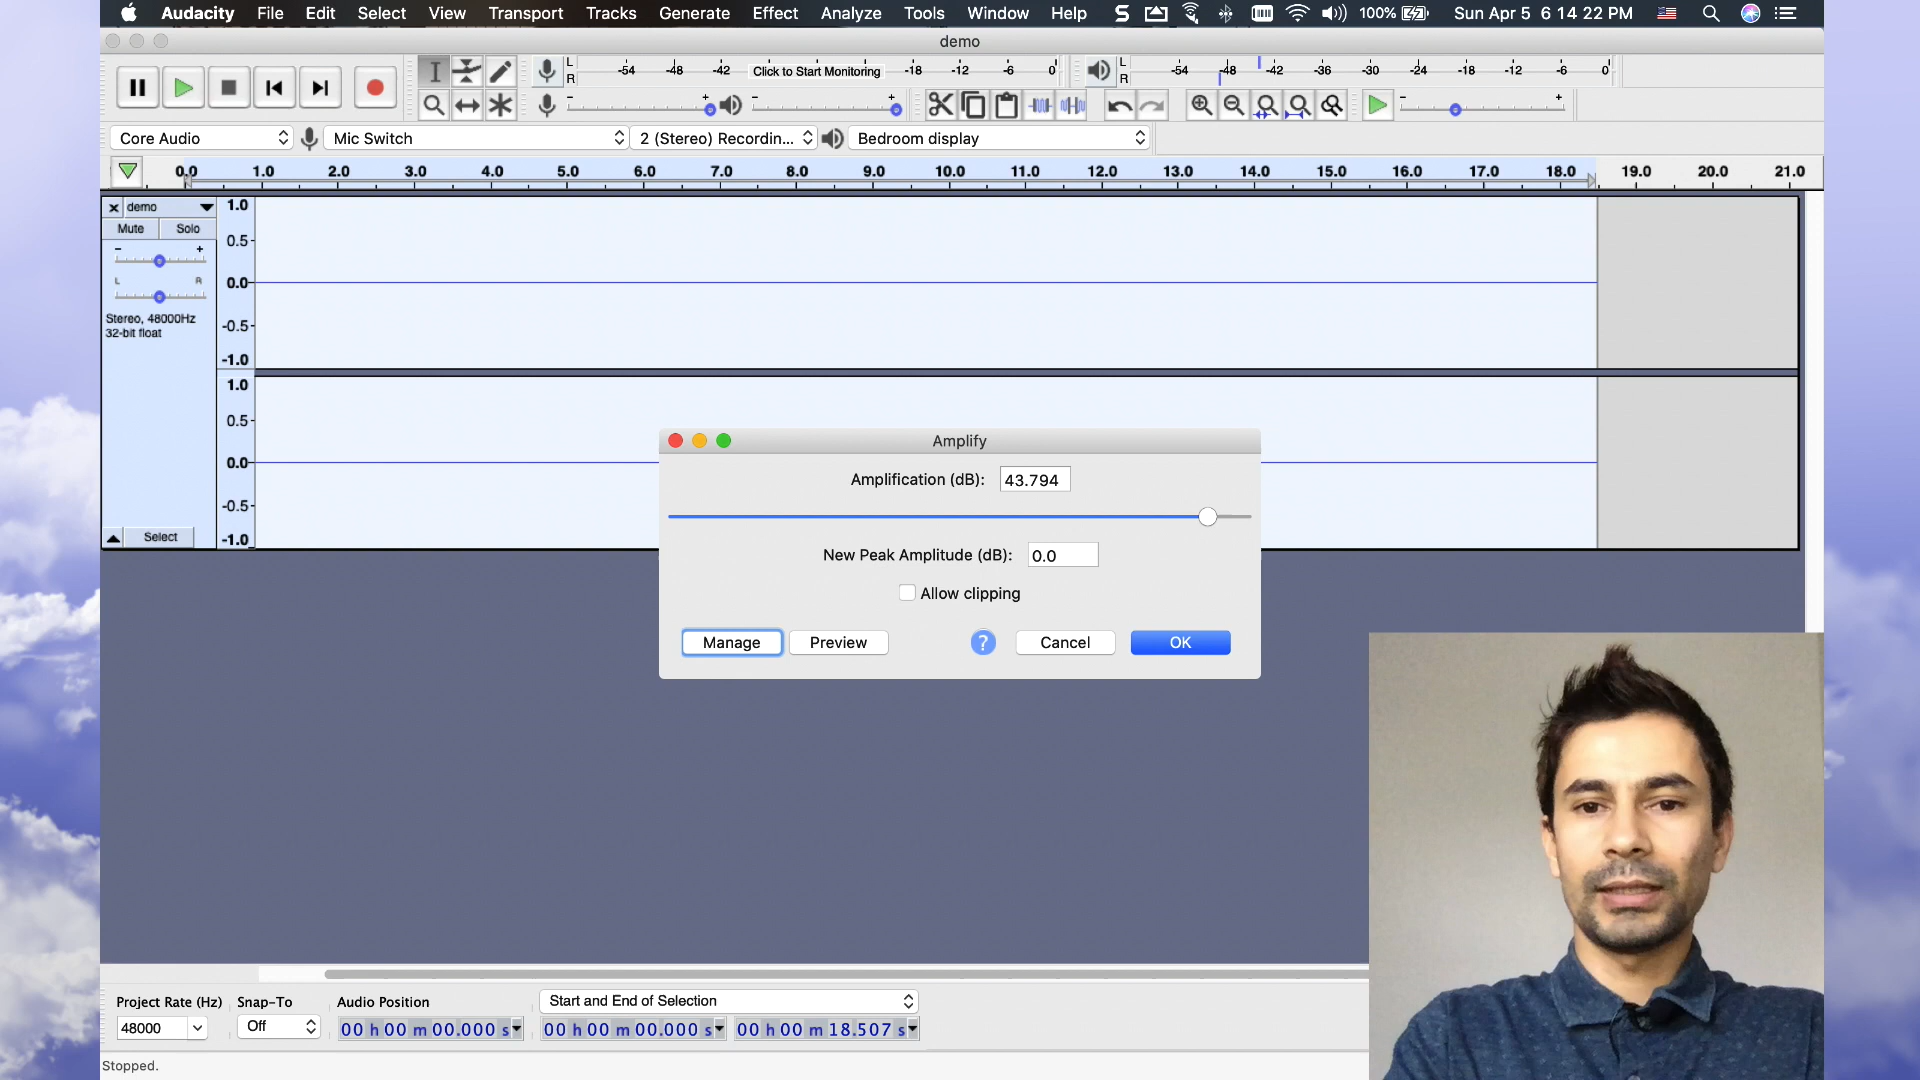 Audacity File Edit Select View Transport Tracks Generate Effect Analyze Tools Window Help S 100% Sun Apr 5 6 14 22 PM
demo
L -54 -48 -42 Click to Start Monitoring -18 -12 -6 0 L -54 -48 -42 -36 -30 -24 -18 -12 -6 0
R R
- + - + - +
Core Audio Mic Switch 2 (Stereo) Recordin... Bedroom display
0.0 1.0 2.0 3.0 4.0 5.0 6.0 7.0 8.0 9.0 10.0 11.0 12.0 13.0 14.0 15.0 16.0 17.0 18.0 19.0 20.0 21.0
demo 1.0
Mute Solo
- + 0.5
L R 0.0
Stereo, 48000Hz -0.5
32-bit float
-1.0
1.0
0.5
0.0
-0.5
Select -1.0
Amplify
Amplification (dB): 43.794
New Peak Amplitude (dB): 0.0
Allow clipping
Manage Preview ? Cancel OK
Project Rate (Hz) Snap-To Audio Position Start and End of Selection
48000 Off 00 h 00 m 00.000 s 00 h 00 m 00.000 s 00 h 00 m 18.507 s
Stopped.